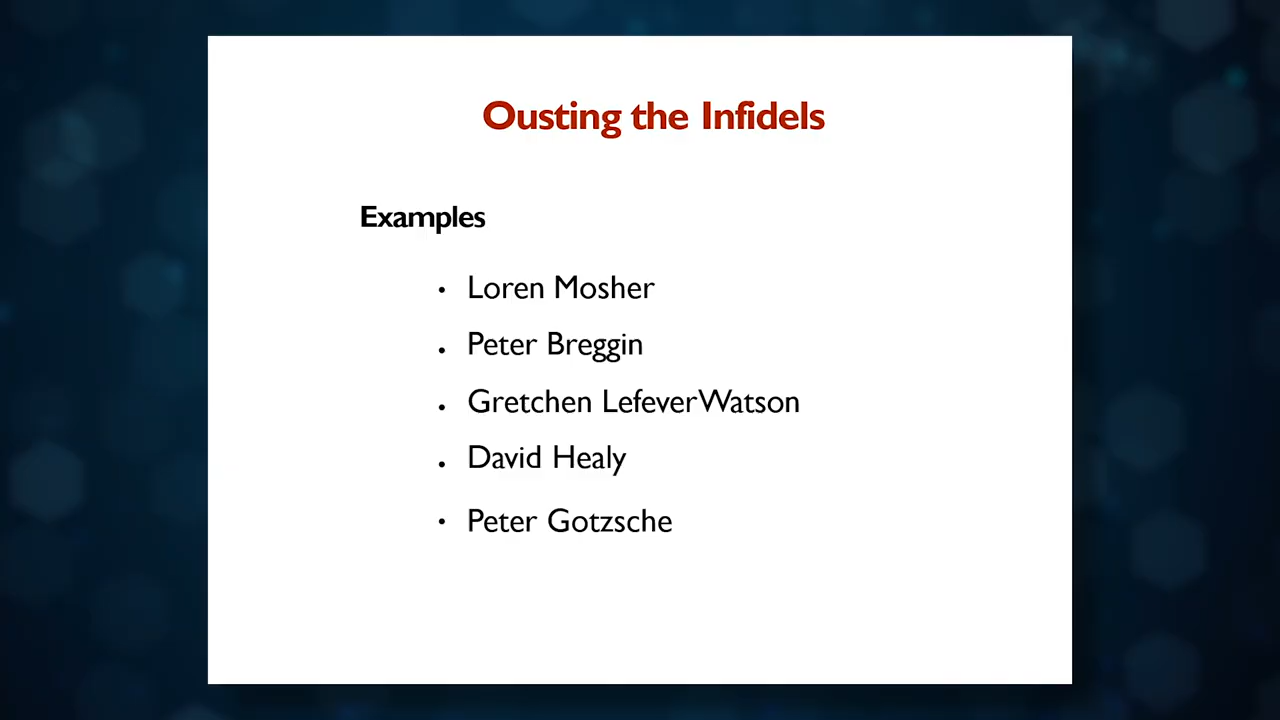 Ousting the Infidels
Examples
• Loren Mosher
• Peter Breggin
• Gretchen LefeverWatson
• David Healy
• Peter Gotzsche